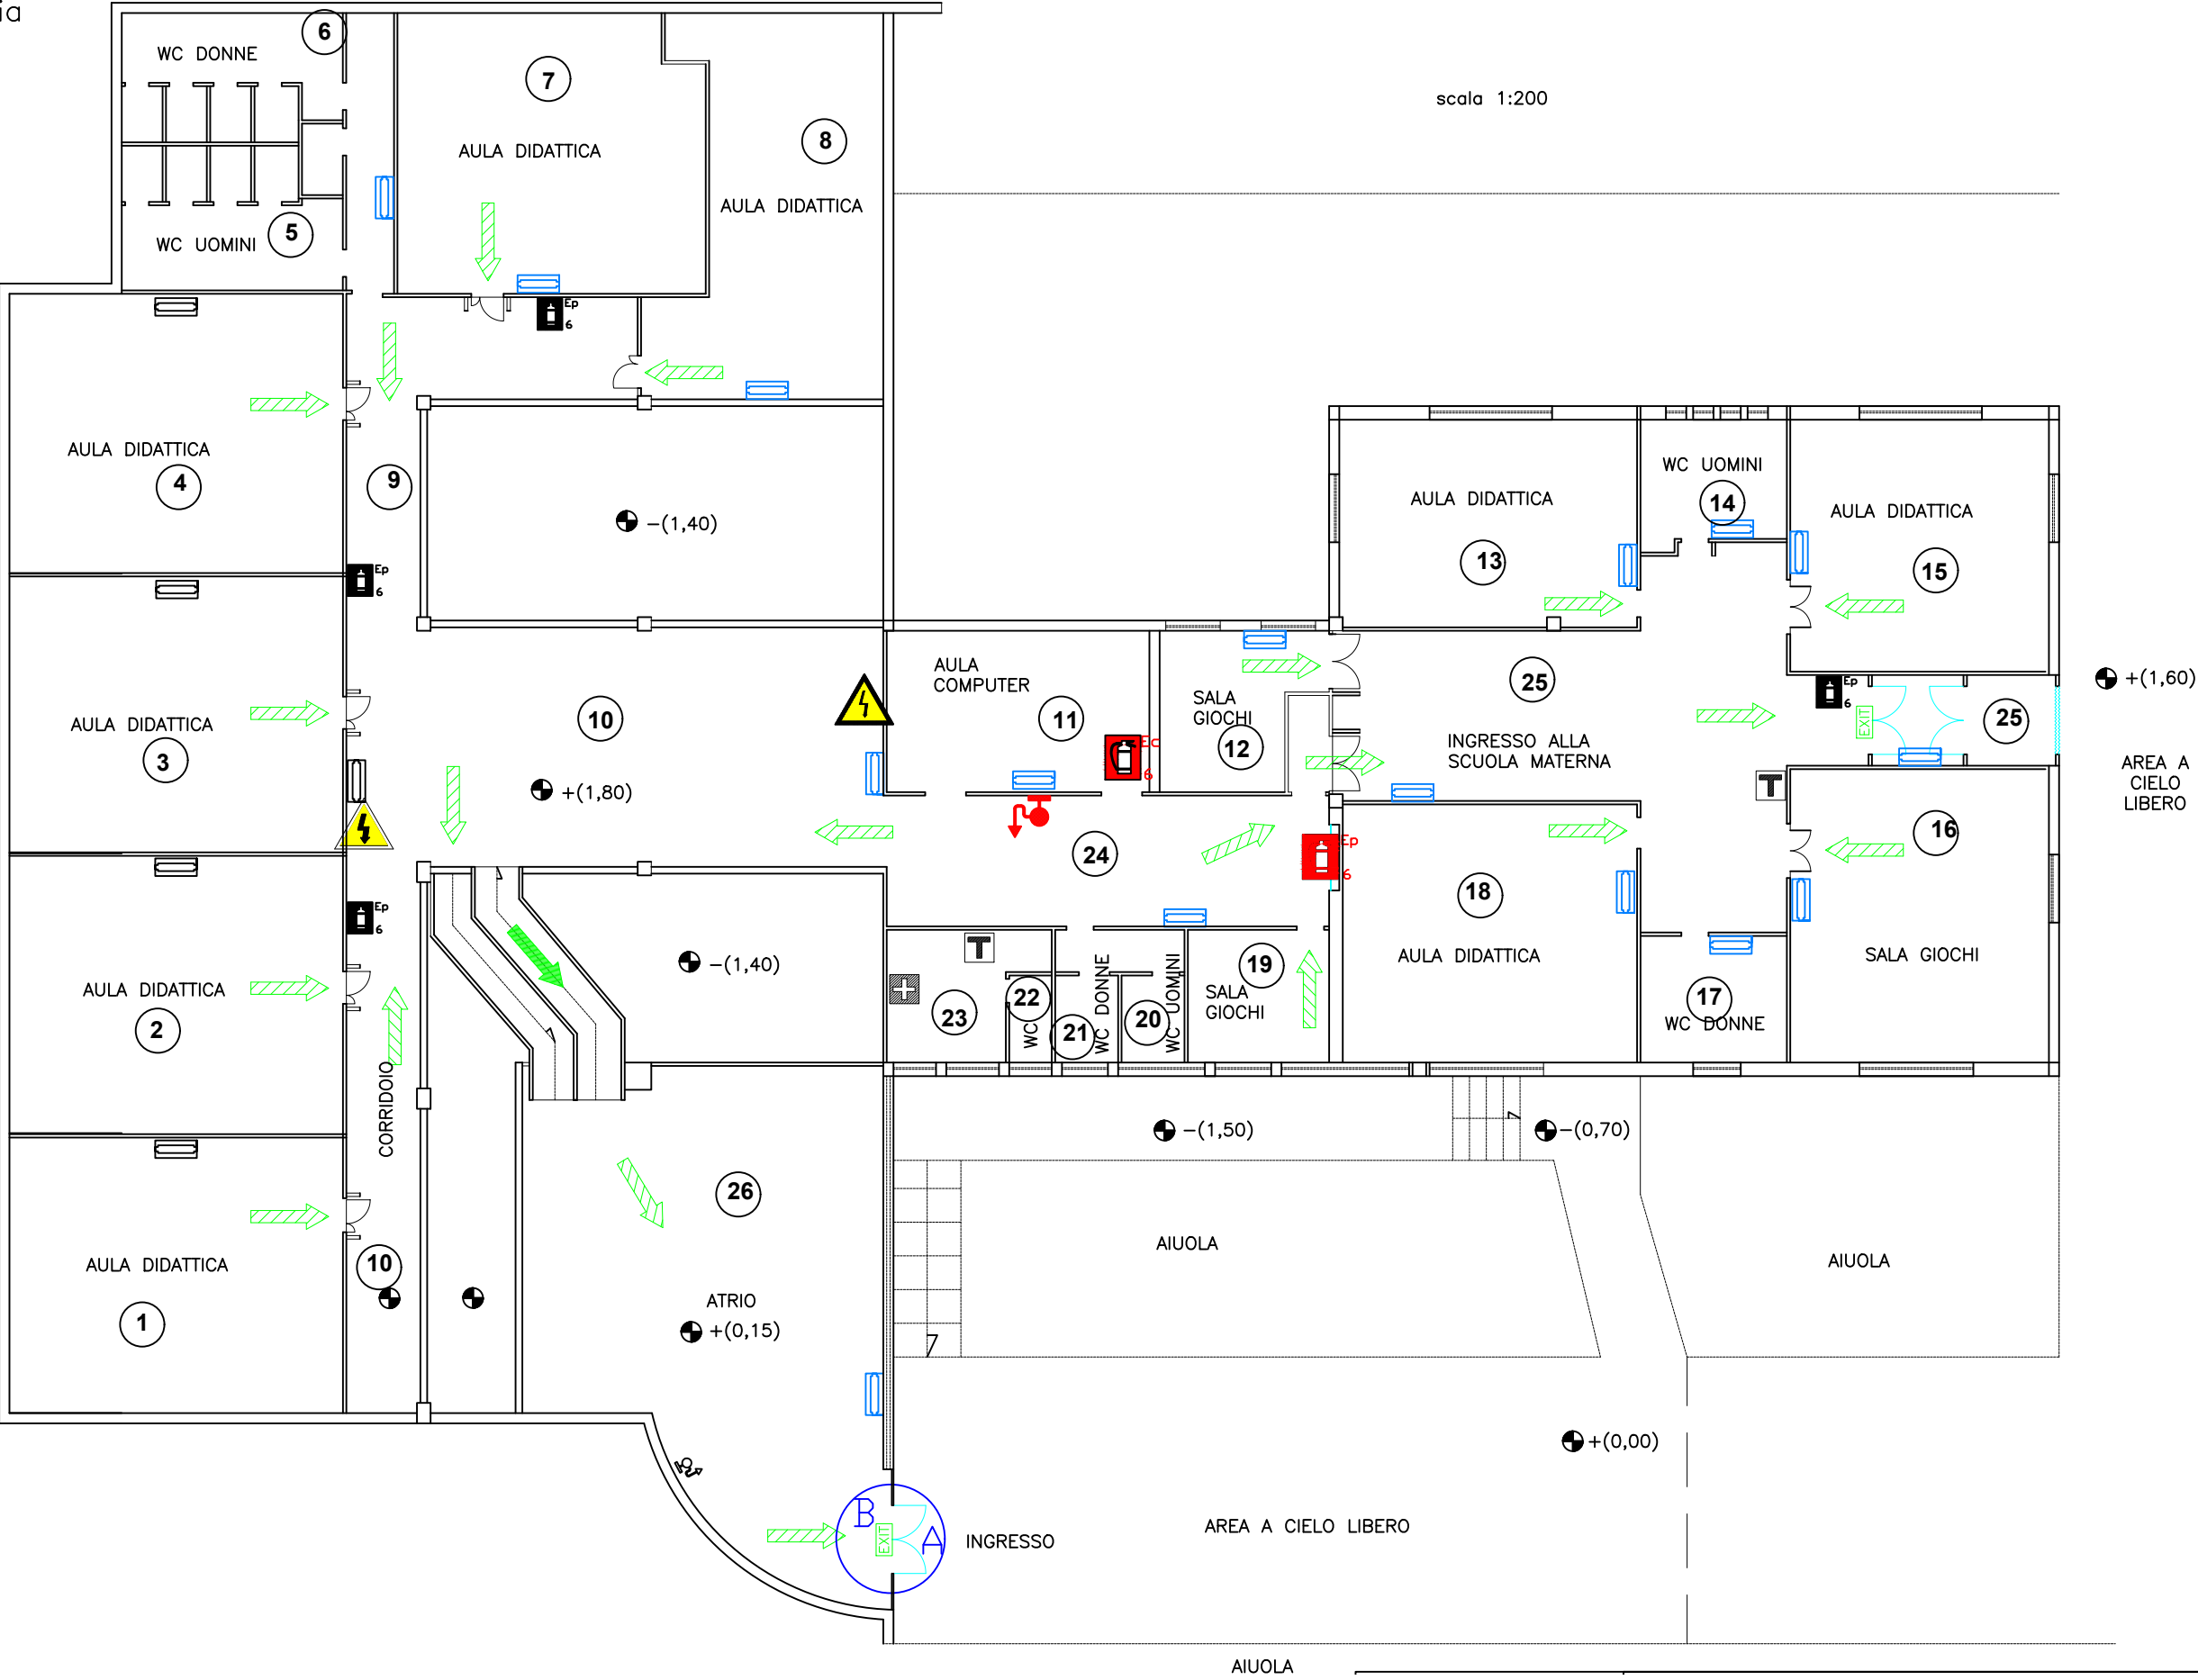 ia
WC DONNE
6
7
AULA DIDATTICA
8
AULA DIDATTICA
scala 1:200
WC UOMINI
5
Ep
6
AULA DIDATTICA
4
9
-(1,40)
Ep
6
AULA DIDATTICA
13
WC UOMINI
14
AULA DIDATTICA
15
AULA DIDATTICA
3
10
+(1,80)
AULA
COMPUTER
11
Ec
6
SALA
GIOCHI
12
25
INGRESSO ALLA
SCUOLA MATERNA
Ep
6
EXIT
25
+(1,60)
AREA A
CIELO
LIBERO
T
24
Ep
6
16
SALA GIOCHI
18
AULA DIDATTICA
Ep
6
AULA DIDATTICA
2
-(1,40)
T
23
22
WC
21
WC DONNE
20
WC UOMINI
19
SALA
GIOCHI
17
WC DONNE
CORRIDOIO
-(1,50)
-(0,70)
26
AIUOLA
AIUOLA
AULA DIDATTICA
1
10
ATRIO
+(0,15)
+(0,00)
B
EXIT
A
INGRESSO
AREA A CIELO LIBERO
AIUOLA